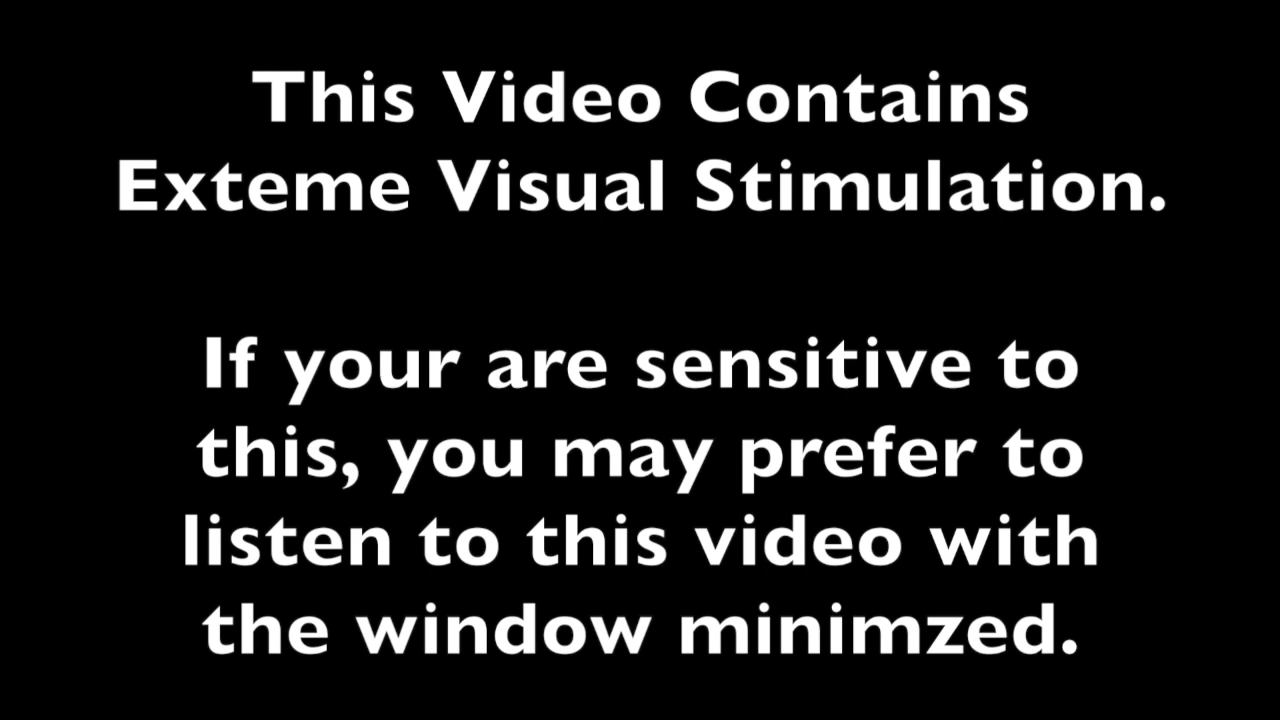 This Video Contains
Exteme Visual Stimulation.
If your are sensitive to
this, you may prefer to
listen to this video with
the window minimzed.